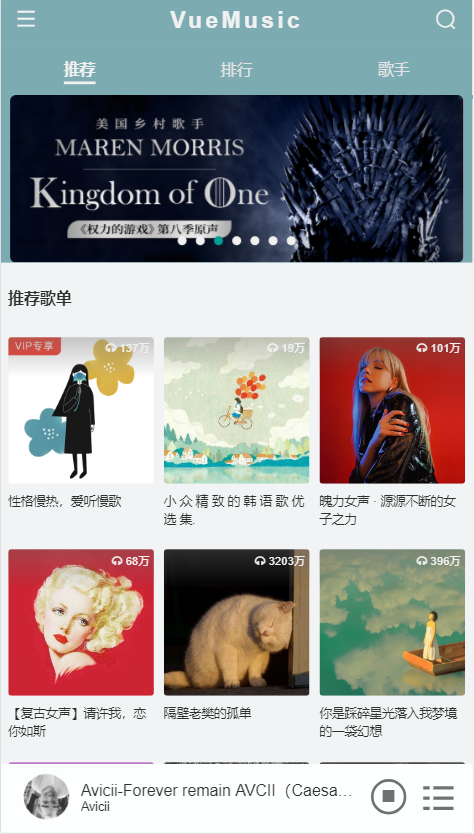 VueMusic
推荐
排行
歌手
美国乡村歌手
MAREN MORRIS
Kingdom of One
《权力的游戏》第八季原声
推荐歌单
VIP专享
137万
19万
101万
性格慢热，爱听慢歌
小众精致的韩语歌优
选集.
魄力女声 · 源源不断的女
子之力
68万
3203万
396万
【复古女声】请许我，恋
你如斯
隔壁老樊的孤单
你是踩碎星光落入我梦境
的一袋幻想
Avicii-Forever remain AVCII（Caesa…
Avicii